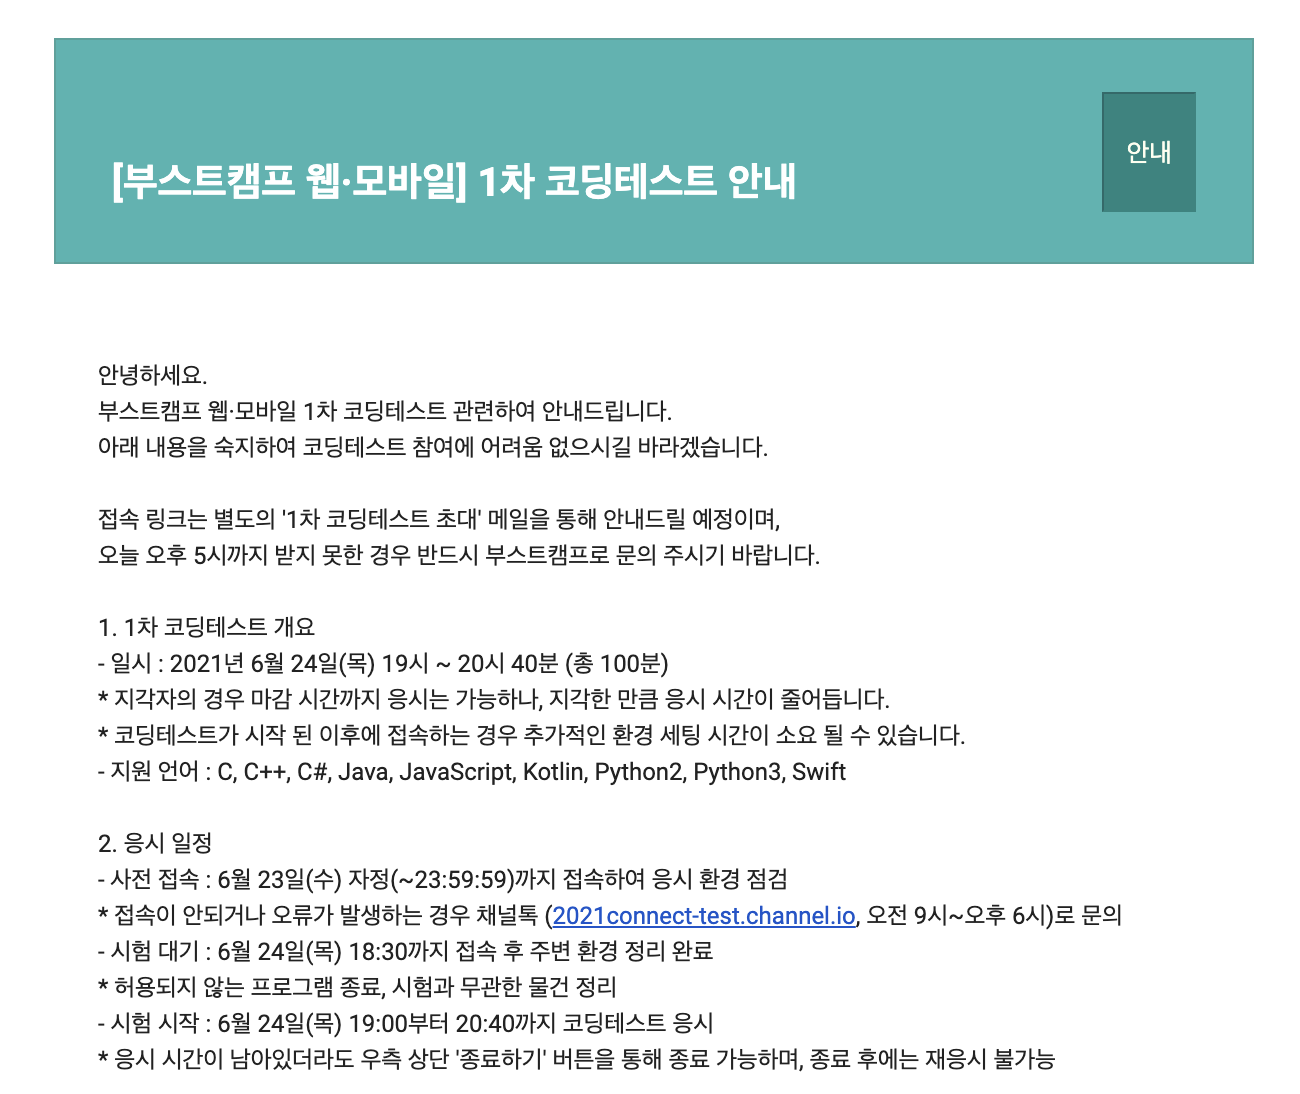 안내
[부스트캠프 웹·모바일] 1차 코딩테스트 안내
안녕하세요.
부스트캠프 웹·모바일 1차 코딩테스트 관련하여 안내드립니다.
아래 내용을 숙지하여 코딩테스트 참여에 어려움 없으시길 바라겠습니다.
접속 링크는 별도의 '1차 코딩테스트 초대' 메일을 통해 안내드릴 예정이며,
오늘 오후 5시까지 받지 못한 경우 반드시 부스트캠프로 문의 주시기 바랍니다.
1. 1차 코딩테스트 개요
- 일시 : 2021년 6월 24일(목) 19시 ~ 20시 40분 (총 100분)
* 지각자의 경우 마감 시간까지 응시는 가능하나, 지각한 만큼 응시 시간이 줄어듭니다.
* 코딩테스트가 시작 된 이후에 접속하는 경우 추가적인 환경 세팅 시간이 소요 될 수 있습니다.
- 지원 언어 : C, C++, C#, Java, JavaScript, Kotlin, Python2, Python3, Swift
2. 응시 일정
- 사전 접속 : 6월 23일(수) 자정(~23:59:59)까지 접속하여 응시 환경 점검
* 접속이 안되거나 오류가 발생하는 경우 채널톡 (2021connect-test.channel.io, 오전 9시~오후 6시)로 문의
- 시험 대기 : 6월 24일(목) 18:30까지 접속 후 주변 환경 정리 완료
* 허용되지 않는 프로그램 종료, 시험과 무관한 물건 정리
- 시험 시작 : 6월 24일(목) 19:00부터 20:40까지 코딩테스트 응시
* 응시 시간이 남아있더라도 우측 상단 '종료하기' 버튼을 통해 종료 가능하며, 종료 후에는 재응시 불가능